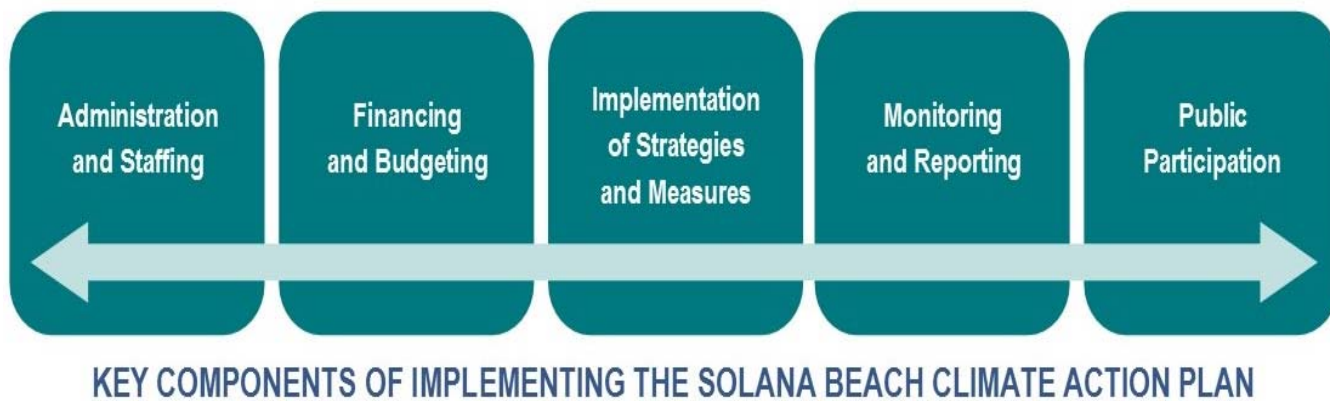 Administration
and Staffing
Financing
and Budgeting
Implementation
of Strategies
and Measures
Monitoring
and Reporting
Public
Participation
KEY COMPONENTS OF IMPLEMENTING THE SOLANA BEACH CLIMATE ACTION PLAN